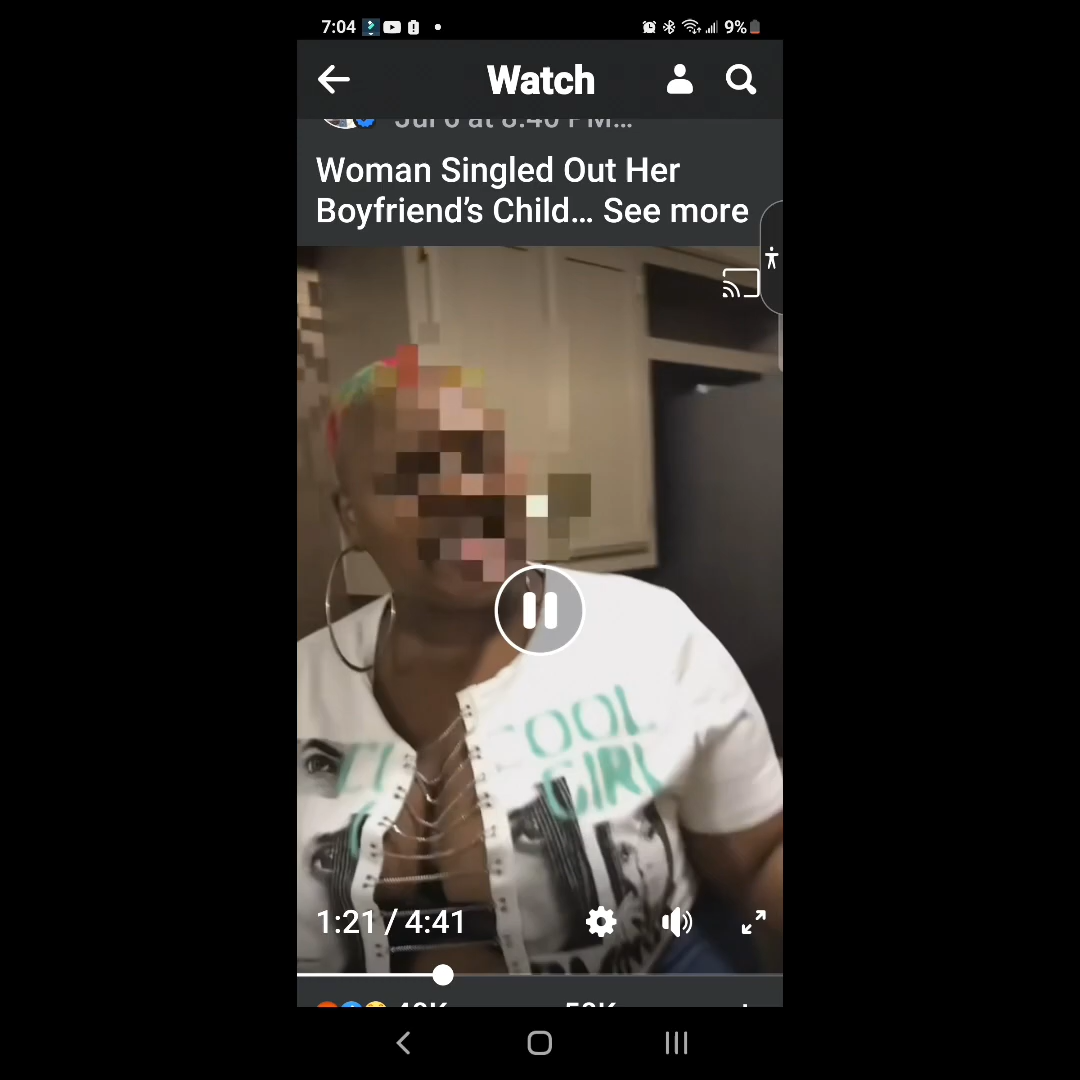 7:04 9%
Watch
Woman Singled Out Her
Boyfriend's Child... See more
COOL
GIRL
1:21 / 4:41